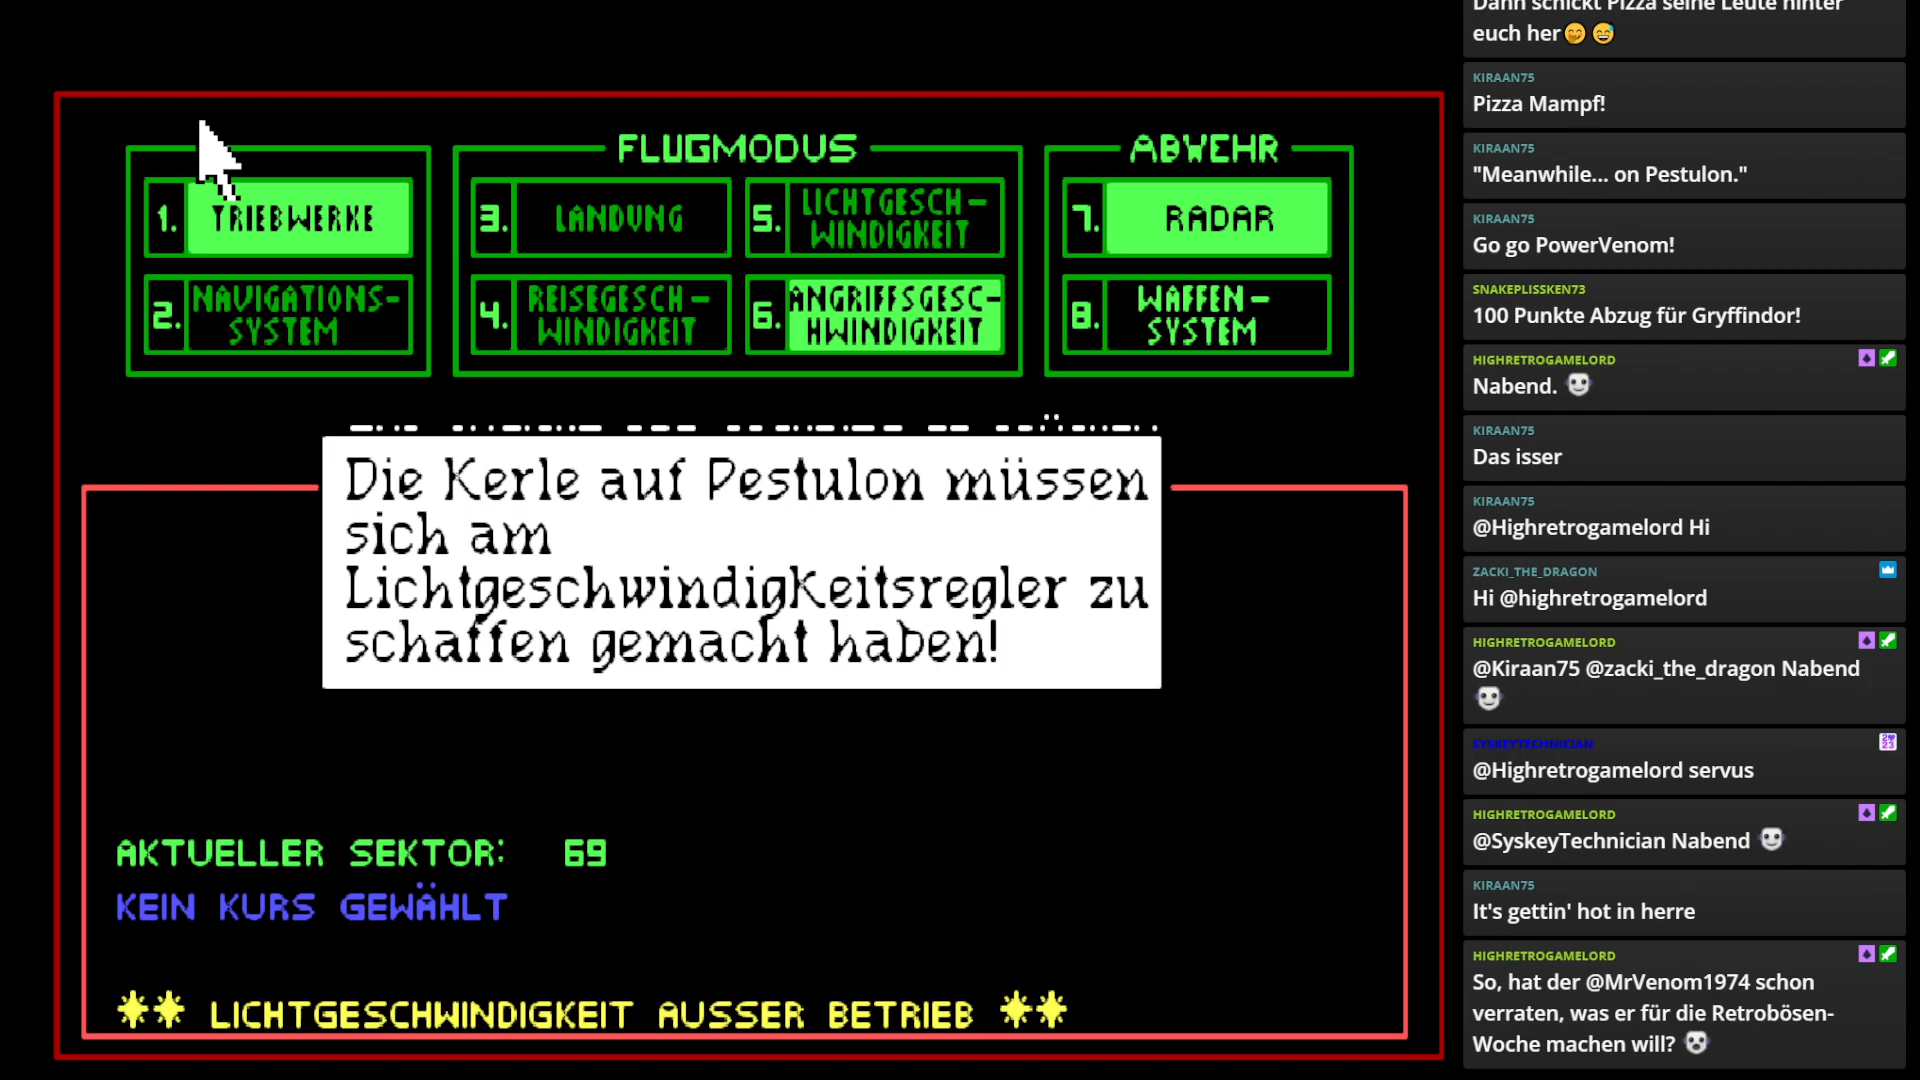 FLUGMODUS
ABWEHR
1. TRIEBWERKE
2. NAVIGATIONS-
SYSTEM
3. LANDUNG
4. REISEGESCH-
WINDIGKEIT
5. LICHTGESCH-
WINDIGKEIT
6. ANGRIFFSGESC-
HWINDIGKEIT
7. RADAR
8. WAFFEN-
SYSTEM
Die Kerle auf Pestulon müssen
sich am
Lichtgeschwindigkeitsregler zu
schaffen gemacht haben!
AKTUELLER SEKTOR: 69
KEIN KURS GEWÄHLT
** LICHTGESCHWINDIGKEIT AUSSER BETRIEB **
Dann schickt Pizza seine Leute hinter
euch her🤭😅
KIRAAN75
Pizza Mampf!
KIRAAN75
"Meanwhile... on Pestulon."
KIRAAN75
Go go PowerVenom!
SNAKEPLISSKEN73
100 Punkte Abzug für Gryffindor!
HIGHRETROGAMELORD
Nabend.
KIRAAN75
Das isser
KIRAAN75
@Highretrogamelord Hi
ZACKI_THE_DRAGON
Hi @highretrogamelord
HIGHRETROGAMELORD
@Kiraan75 @zacki_the_dragon Nabend
SYSKEYTECHNICIAN
@Highretrogamelord servus
HIGHRETROGAMELORD
@SyskeyTechnician Nabend
KIRAAN75
It's gettin' hot in herre
HIGHRETROGAMELORD
So, hat der @MrVenom1974 schon
verraten, was er für die Retrobösen-
Woche machen will?